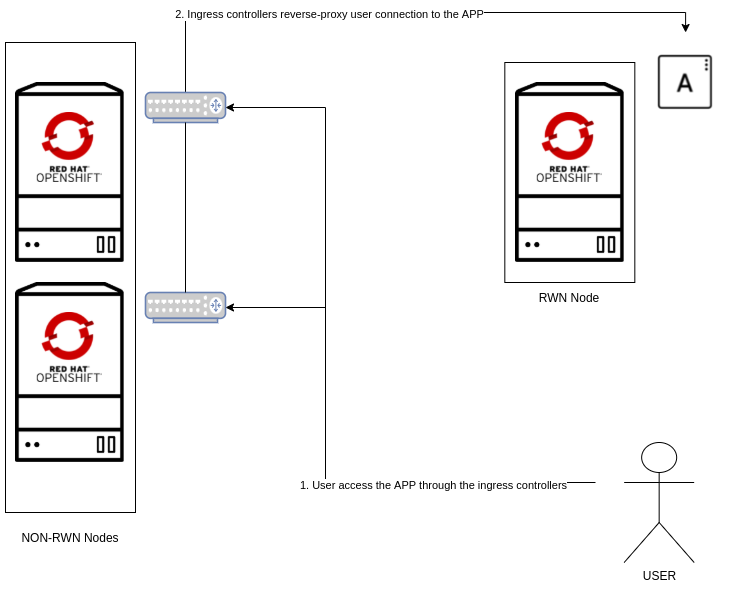 2. Ingress controllers reverse-proxy user connection to the APP
A
RED HAT
OPENSHIFT
RED HAT
OPENSHIFT
RWN Node
RED HAT
OPENSHIFT
1. User access the APP through the ingress controllers
NON-RWN Nodes
USER